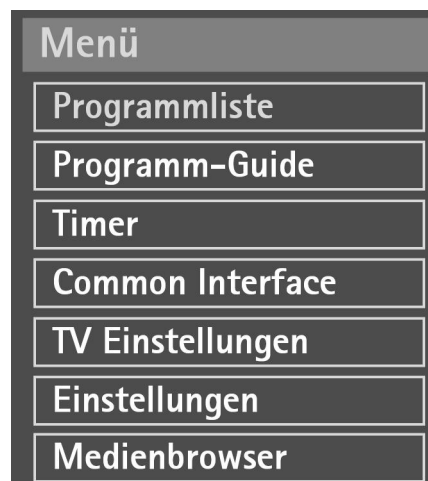 Menü
Programmliste
Programm-Guide
Timer
Common Interface
TV Einstellungen
Einstellungen
Medienbrowser